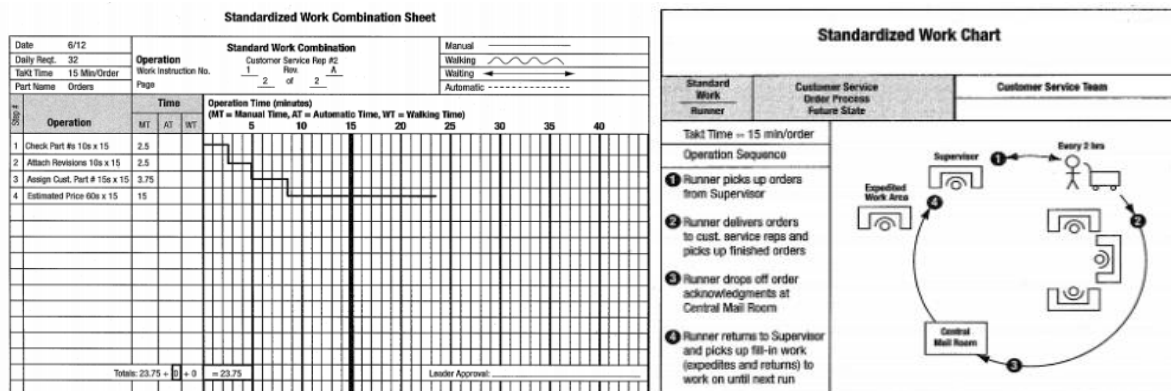 Standardized Work Combination Sheet
Date 6/12
Daily Reqt. 32
Takt Time 15 Min/Order
Part Name Orders
Operation
Work Instruction No.
Page
Standard Work Combination
Customer Service Rep #2
1 Rev. A
2 of 2
Manual
Walking
Waiting
Automatic
Step #
Operation
Time
MT AT WT
Operation Time (minutes)
(MT = Manual Time, AT = Automatic Time, WT = Walking Time)
5 10 15 20 25 30 35 40
1 Check Part #s 10s x 15 2.5
2 Attach Revisions 10s x 15 2.5
3 Assign Cust. Part # 15s x 15 3.75
4 Estimated Price 60s x 15 15
Totals: 23.75 + 0 + 0 = 23.75
Leader Approval:
Standardized Work Chart
Standard
Work
Runner
Customer Service
Order Process
Future State
Customer Service Team
Takt Time = 15 min/order
Operation Sequence
1 Runner picks up orders
from Supervisor
2 Runner delivers orders
to cust. service reps and
picks up finished orders
3 Runner drops off order
acknowledgments at
Central Mail Room
4 Runner returns to Supervisor
and picks up fill-in work
(expedites and returns) to
work on until next run
Supervisor
1
Every 2 hrs
Expedited
Work Area
4
2
Central
Mail Room
3